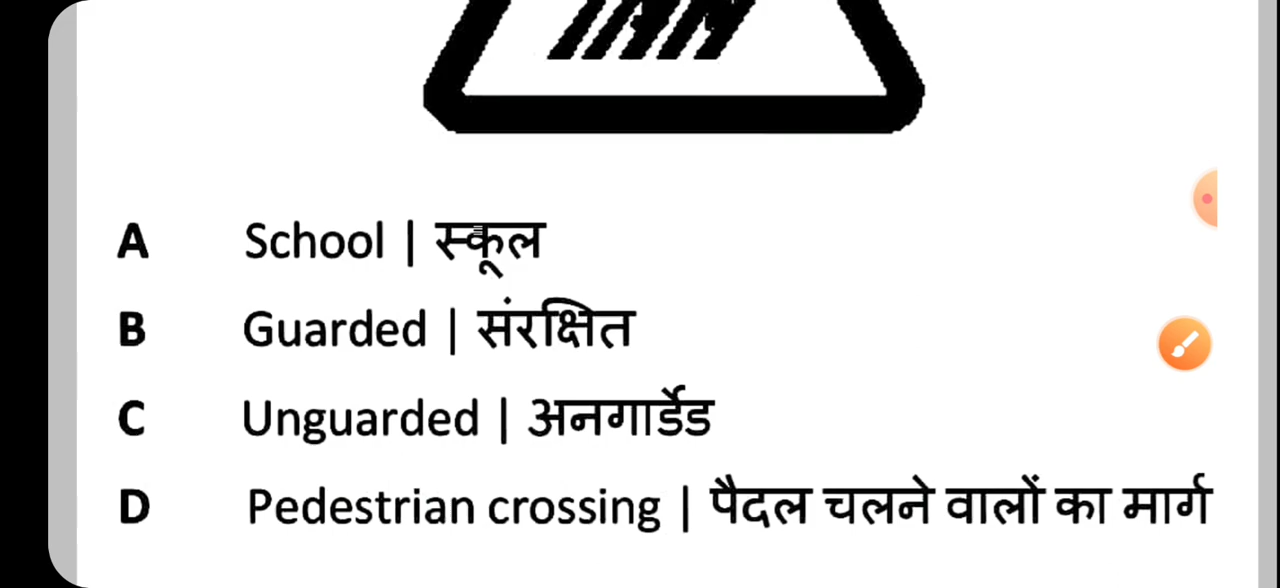 A School | स्कूल
B Guarded | संरक्षित
C Unguarded | अनगार्डेड
D Pedestrian crossing | पैदल चलने वालों का मार्ग